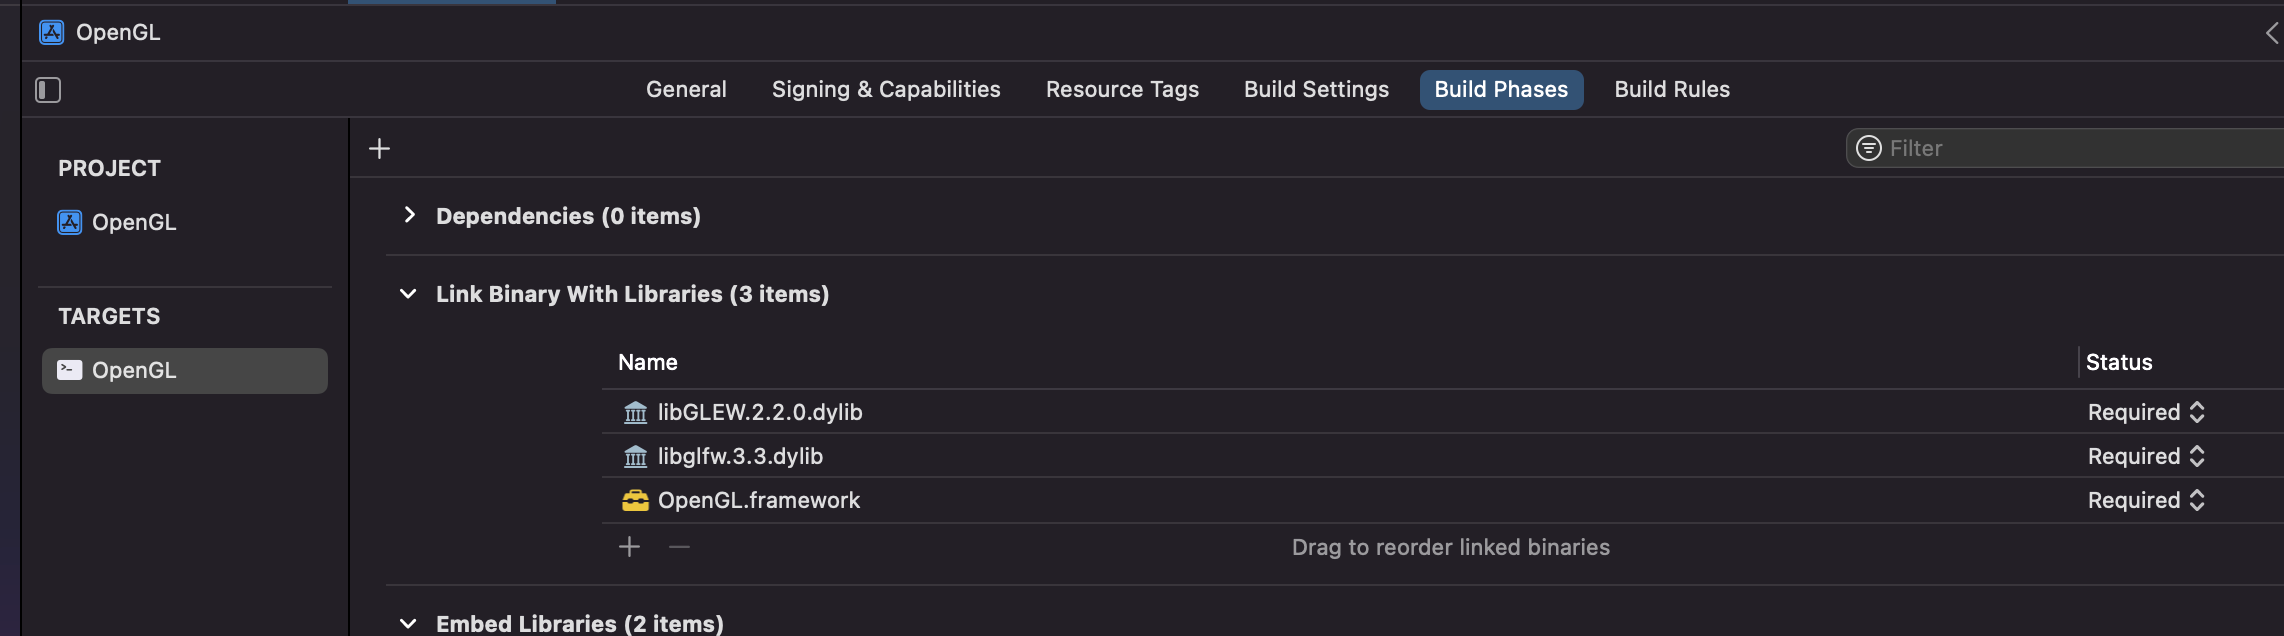 OpenGL
General Signing & Capabilities Resource Tags Build Settings Build Phases Build Rules
PROJECT
OpenGL
TARGETS
OpenGL
Filter
Dependencies (0 items)
Link Binary With Libraries (3 items)
Name Status
libGLEW.2.2.0.dylib Required
libglfw.3.3.dylib Required
OpenGL.framework Required
Drag to reorder linked binaries
Embed Libraries (2 items)